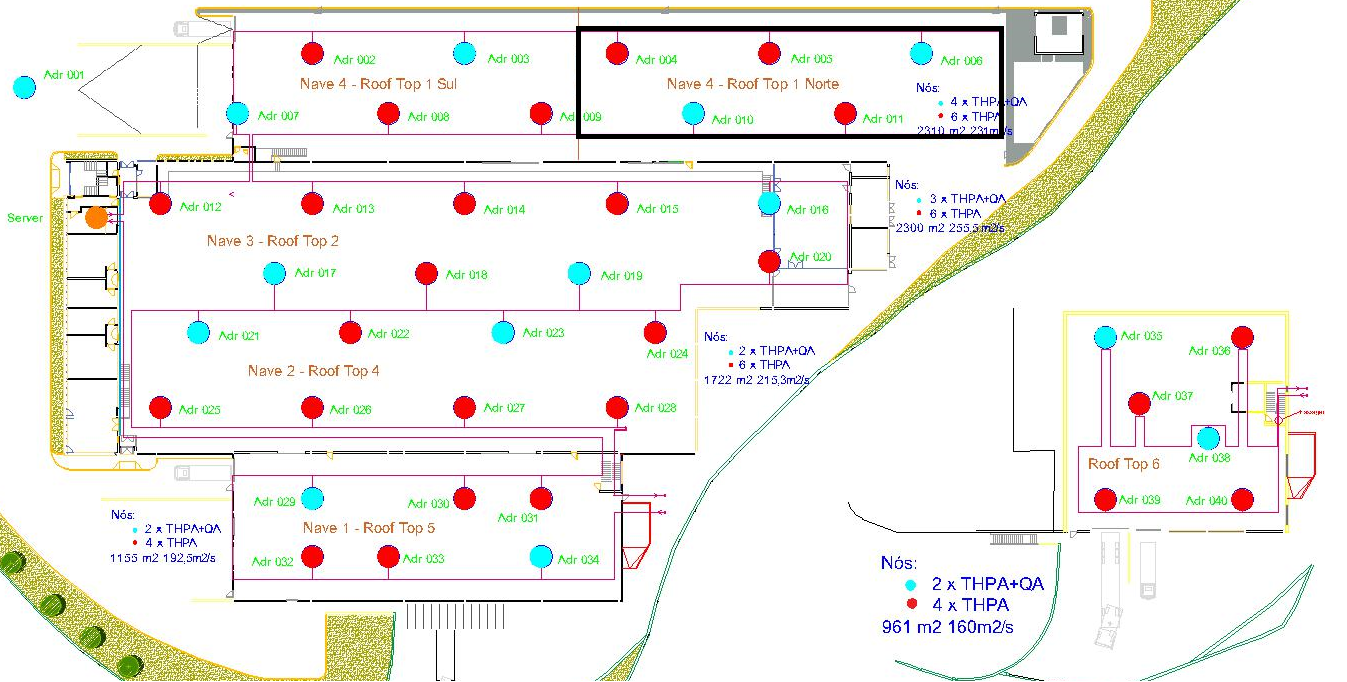 Adr 001
Adr 002
Adr 003
Adr 004
Adr 005
Adr 006
Nave 4 - Roof Top 1 Sul
Nave 4 - Roof Top 1 Norte
Nós:
4 x THPA+QA
6 x THPA
2310 m2 231m2/s
Adr 007
Adr 008
Adr 009
Adr 010
Adr 011
Server
Adr 012
Adr 013
Adr 014
Adr 015
Adr 016
Nós:
3 x THPA+QA
6 x THPA
2300 m2 255,5m2/s
Nave 3 - Roof Top 2
Adr 017
Adr 018
Adr 019
Adr 020
Adr 021
Adr 022
Adr 023
Adr 024
Nós:
2 x THPA+QA
6 x THPA
1722 m2 215,3m2/s
Nave 2 - Roof Top 4
Adr 025
Adr 026
Adr 027
Adr 028
Adr 029
Adr 030
Adr 031
Nave 1 - Roof Top 5
Nós:
2 x THPA+QA
4 x THPA
1155 m2 192,5m2/s
Adr 032
Adr 033
Adr 034
Adr 035
Adr 036
Adr 037
Adr 038
Roof Top 6
Adr 039
Adr 040
Nós:
2 x THPA+QA
4 x THPA
961 m2 160m2/s